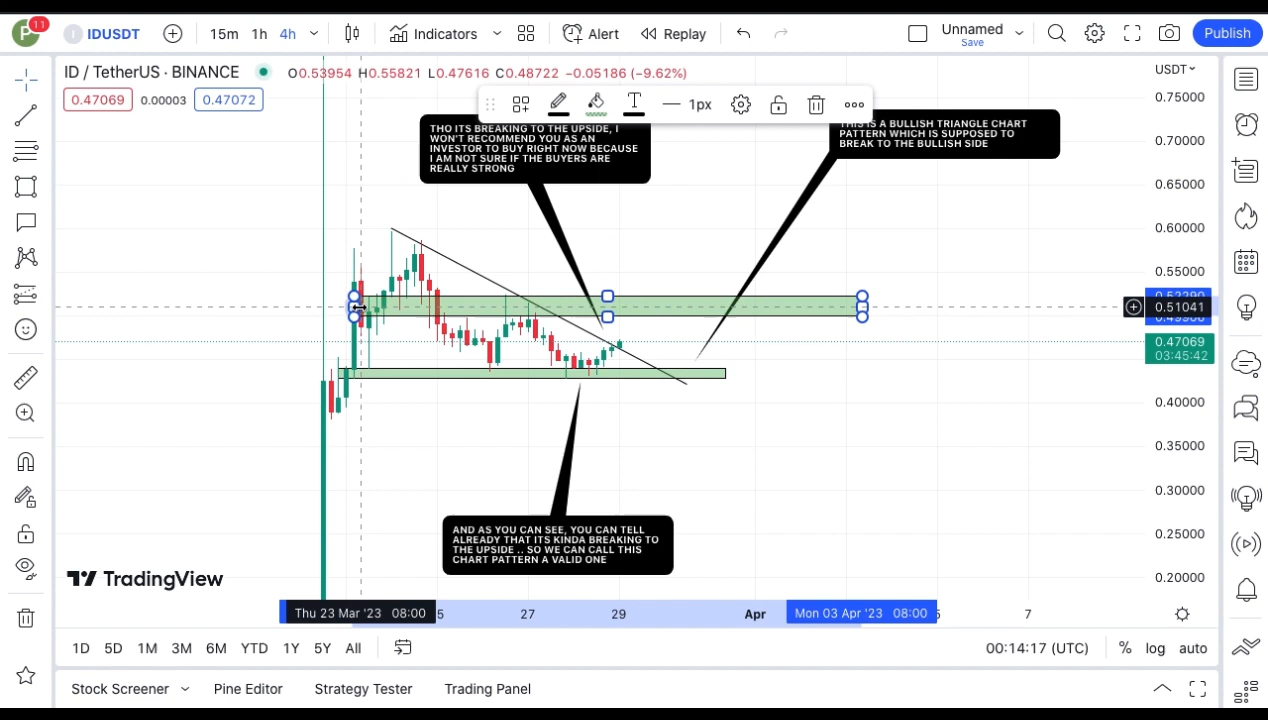 P
11
I
IDUSDT
15m 1h 4h
Indicators
Alert
Replay
Unnamed
Save
Publish
ID / TetherUS · BINANCE
O0.53954 H0.55821 L0.47616 C0.48722 −0.05186 (−9.62%)
0.47069
0.00003
0.47072
USDT
T
1px
THO ITS BREAKING TO THE UPSIDE, I
WON'T RECOMMEND YOU AS AN
INVESTOR TO BUY RIGHT NOW BECAUSE
I AM NOT SURE IF THE BUYERS ARE
REALLY STRONG
THIS IS A BULLISH TRIANGLE CHART
PATTERN WHICH IS SUPPOSED TO
BREAK TO THE BULLISH SIDE
0.75000
0.70000
0.65000
0.60000
0.55000
0.51041
0.47069
03:45:42
0.40000
0.35000
0.30000
0.25000
0.20000
AND AS YOU CAN SEE, YOU CAN TELL
ALREADY THAT ITS KINDA BREAKING TO
THE UPSIDE .. SO WE CAN CALL THIS
CHART PATTERN A VALID ONE
TradingView
Thu 23 Mar '23 08:00
5
27
29
Apr
Mon 03 Apr '23 08:00
7
1D 5D 1M 3M 6M YTD 1Y 5Y All
00:14:17 (UTC)
% log auto
Stock Screener
Pine Editor
Strategy Tester
Trading Panel